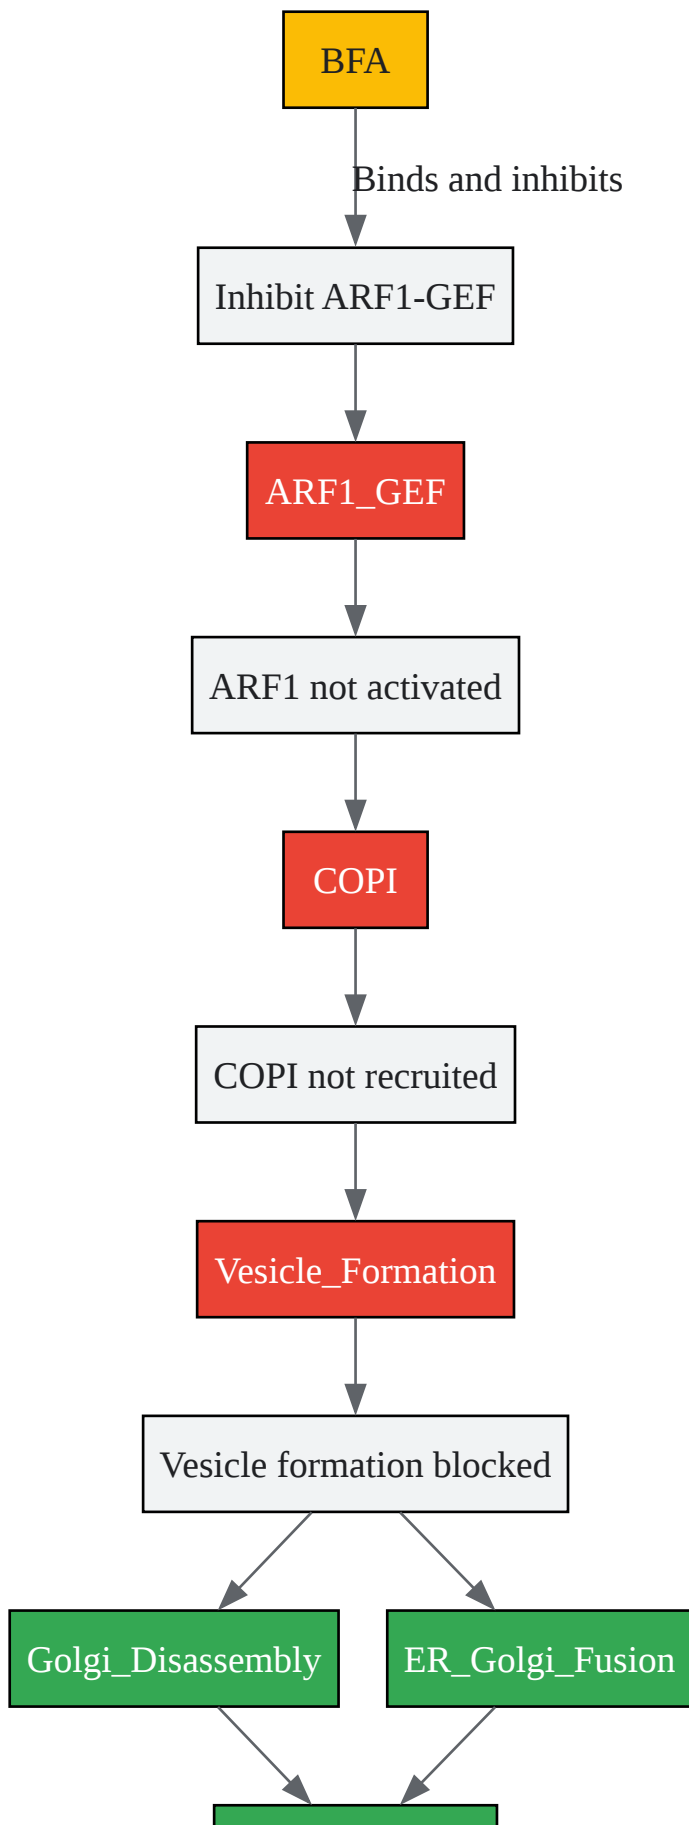 BFA
Binds and inhibits
Inhibit ARF1-GEF
ARF1_GEF
ARF1 not activated
COPI
COPI not recruited
Vesicle_Formation
Vesicle formation blocked
Golgi_Disassembly
ER_Golgi_Fusion